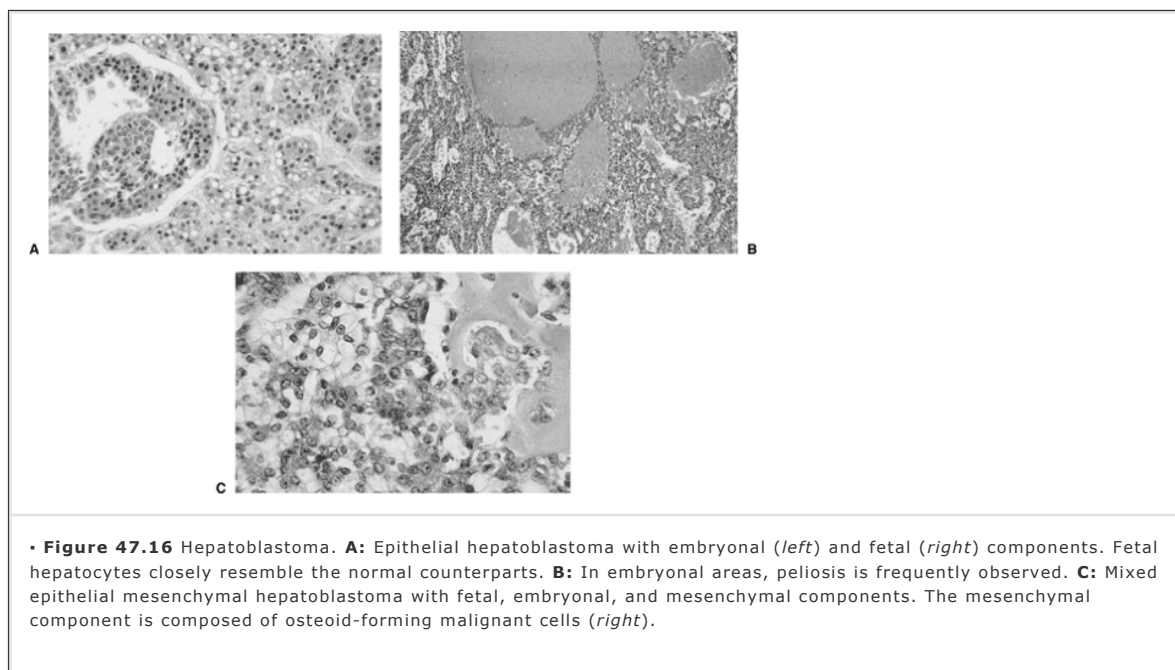 A
B
C
▪ Figure 47.16 Hepatoblastoma. A: Epithelial hepatoblastoma with embryonal (left) and fetal (right) components. Fetal
hepatocytes closely resemble the normal counterparts. B: In embryonal areas, peliosis is frequently observed. C: Mixed
epithelial mesenchymal hepatoblastoma with fetal, embryonal, and mesenchymal components. The mesenchymal
component is composed of osteoid-forming malignant cells (right).